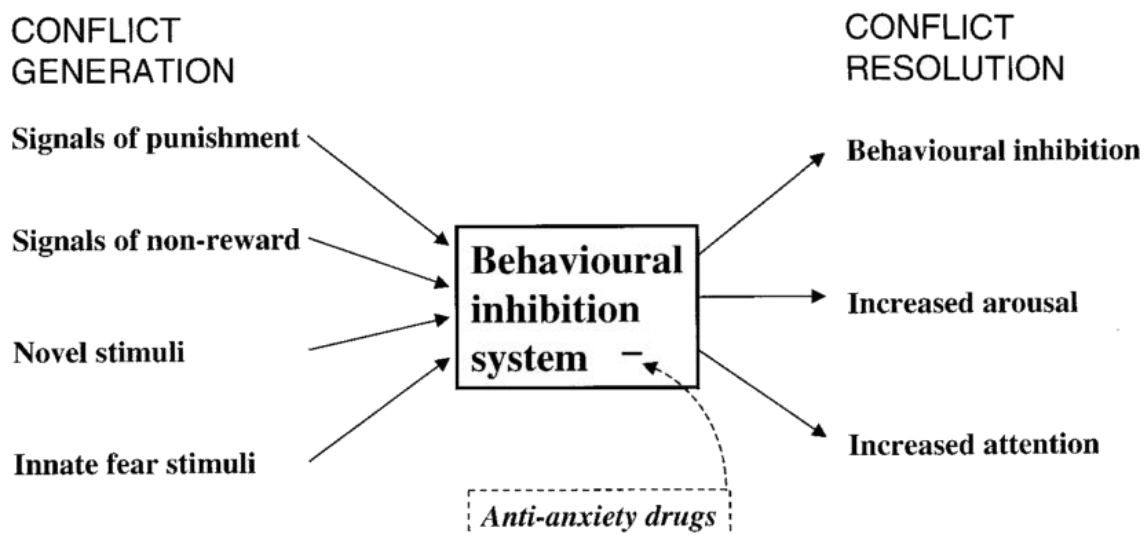 CONFLICT
GENERATION
Signals of punishment
Signals of non-reward
Novel stimuli
Innate fear stimuli
Behavioural
inhibition
system –
Anti-anxiety drugs
CONFLICT
RESOLUTION
Behavioural inhibition
Increased arousal
Increased attention